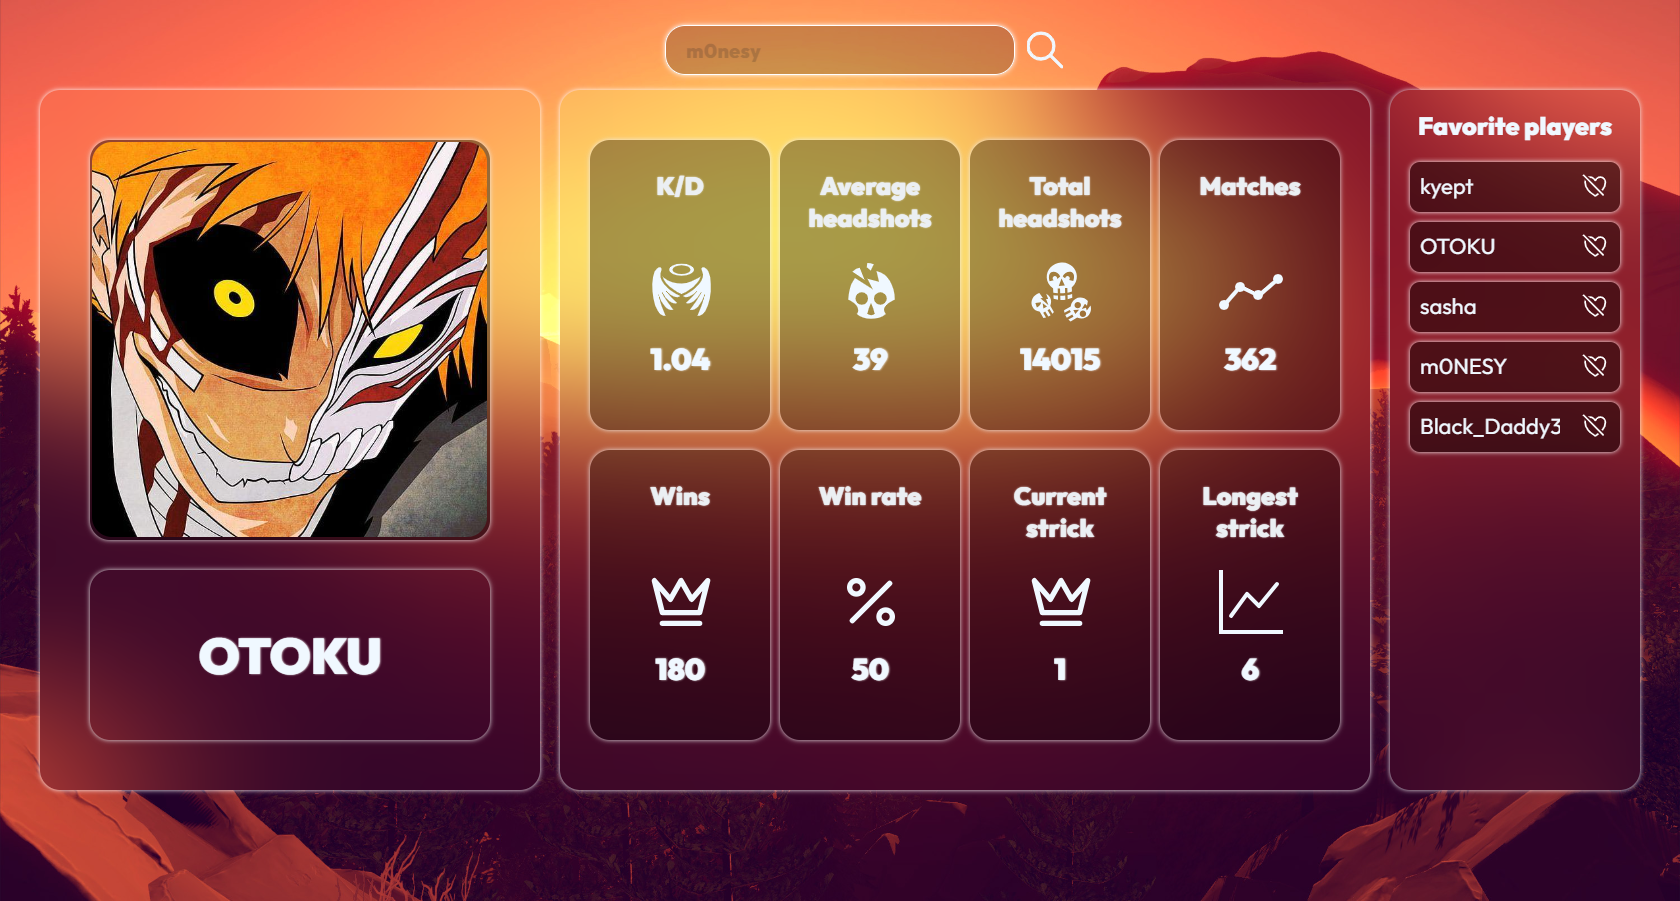 m0nesy
K/D
1.04
Average
headshots
39
Total
headshots
14015
Matches
362
Wins
180
Win rate
50
Current
strick
1
Longest
strick
6
OTOKU
Favorite players
kyept
OTOKU
sasha
m0NESY
Black_Daddy3